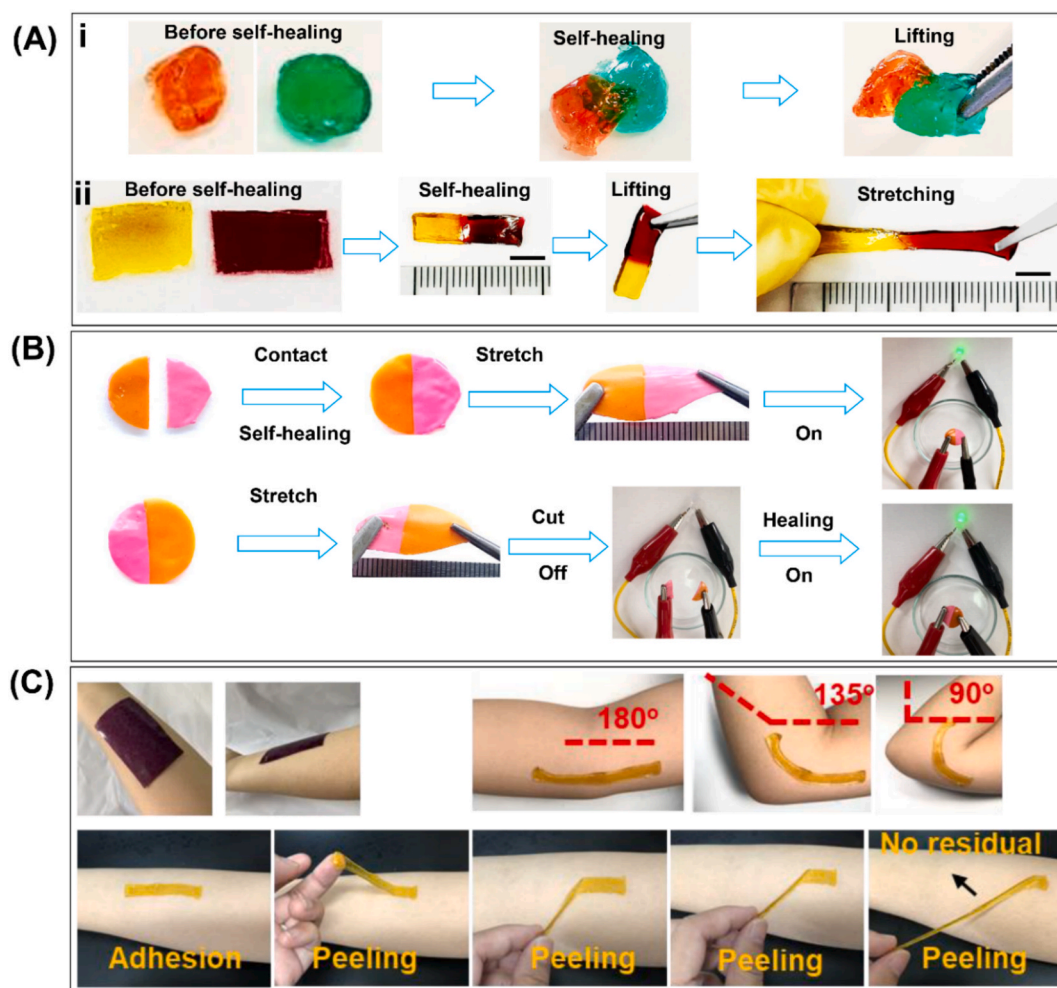 (A)
i
Before self-healing
Self-healing
Lifting
ii
Before self-healing
Self-healing
Lifting
Stretching
(B)
Contact
Self-healing
Stretch
On
Stretch
Cut
Off
Healing
On
(C)
180°
135°
90°
Adhesion
Peeling
Peeling
Peeling
No residual
Peeling